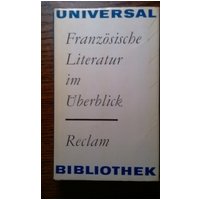 UNIVERSAL
Französische
Literatur
im
Überblick
Reclam
BIBLIOTHEK